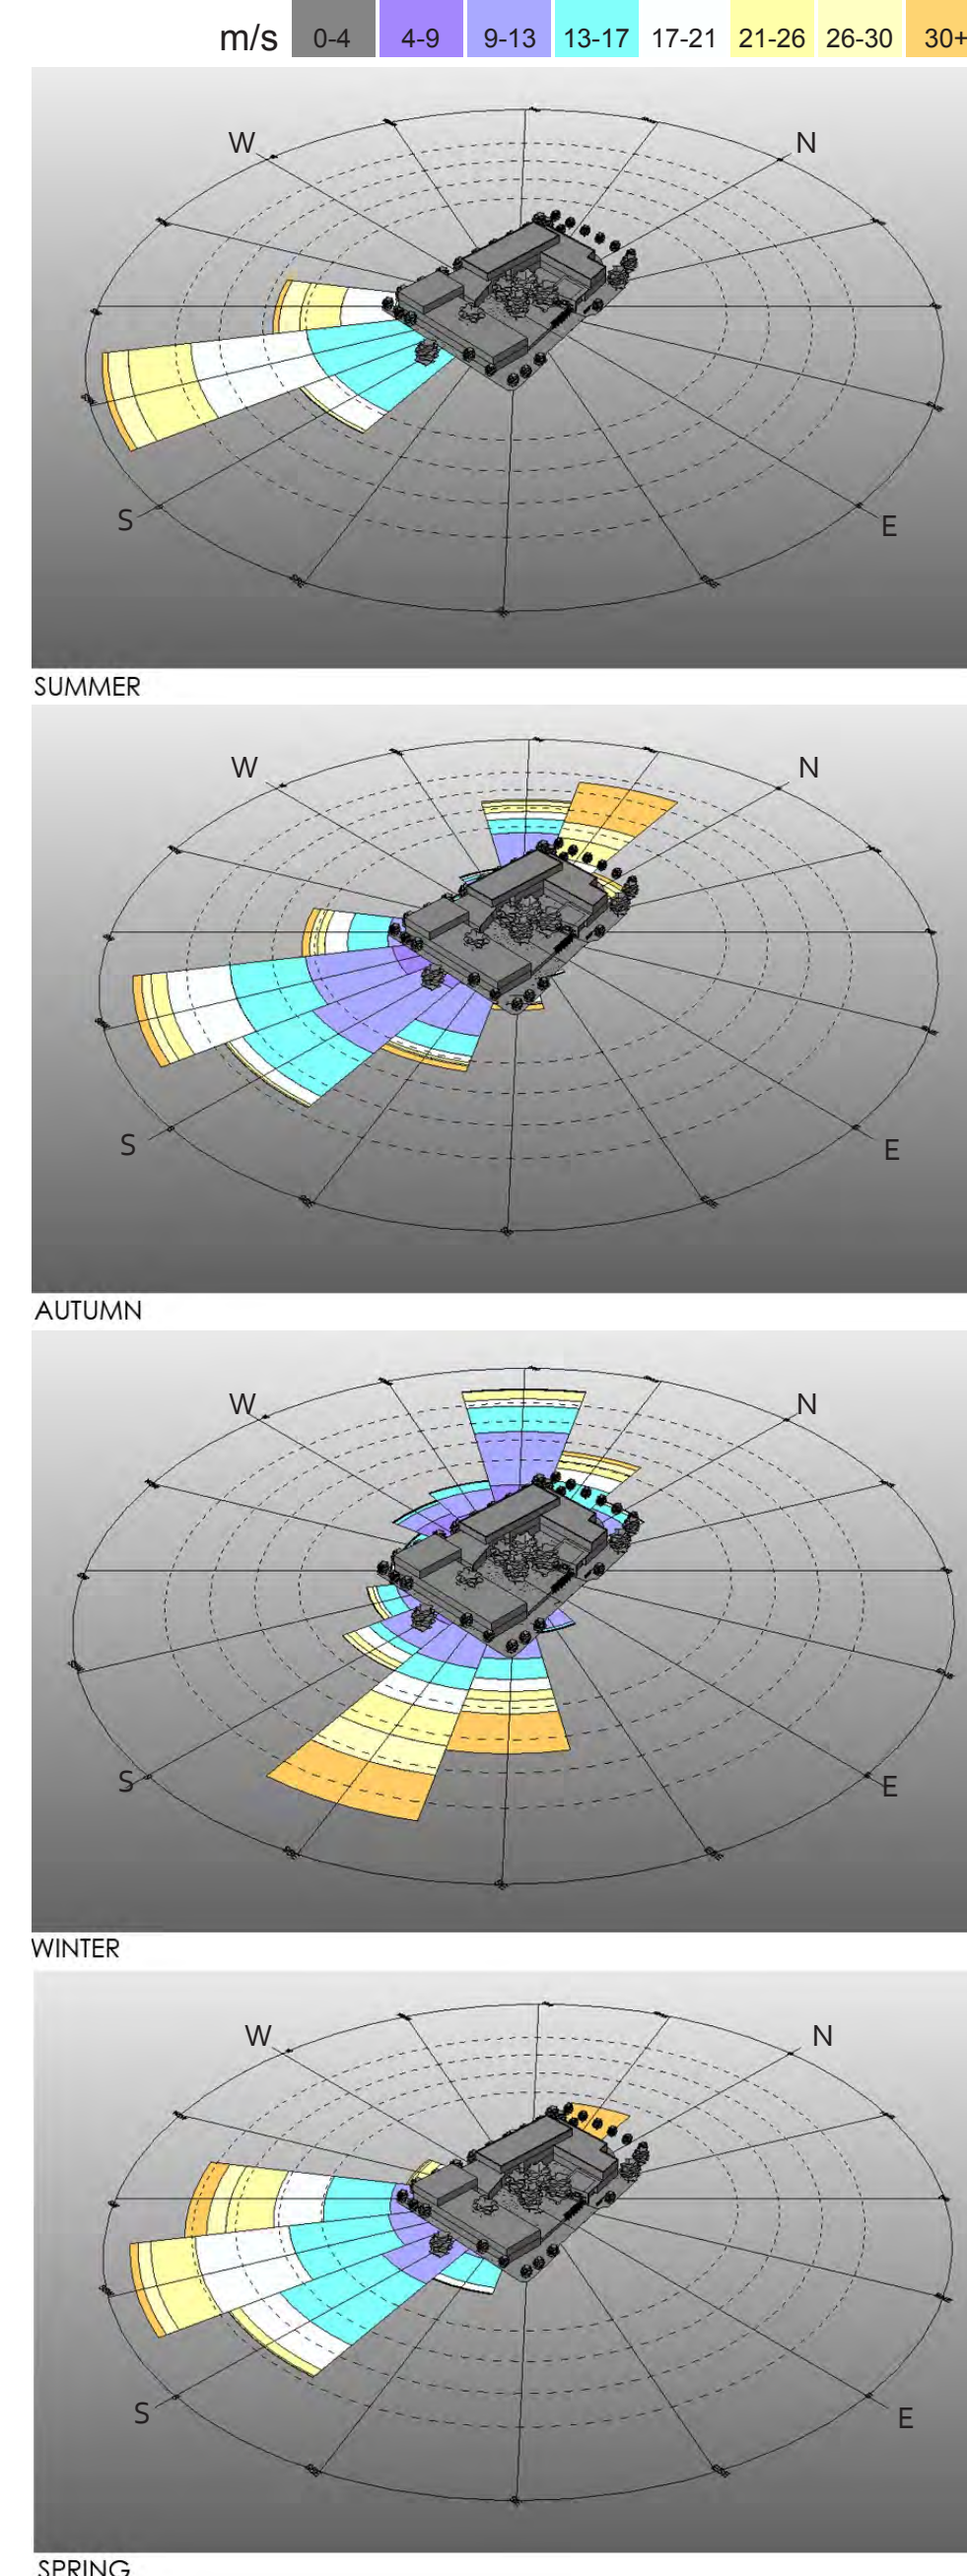 m/s 0-4 4-9 9-13 13-17 17-21 21-26 26-30 30+
W N
S E
SUMMER
W N
S E
AUTUMN
W N
S E
WINTER
W N
S E
SPRING